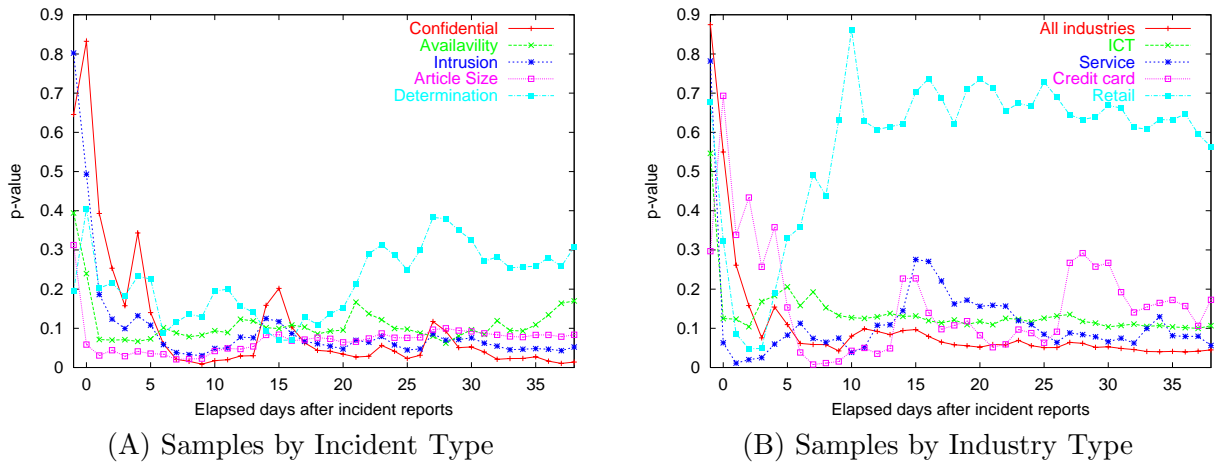 0.9
0.8
0.7
0.6
0.5
0.4
0.3
0.2
0.1
0
p-value
Confidential
Availavility
Intrusion
Article Size
Determination
0 5 10 15 20 25 30 35
Elapsed days after incident reports
(A) Samples by Incident Type
0.9
0.8
0.7
0.6
0.5
0.4
0.3
0.2
0.1
0
p-value
All industries
ICT
Service
Credit card
Retail
0 5 10 15 20 25 30 35
Elapsed days after incident reports
(B) Samples by Industry Type